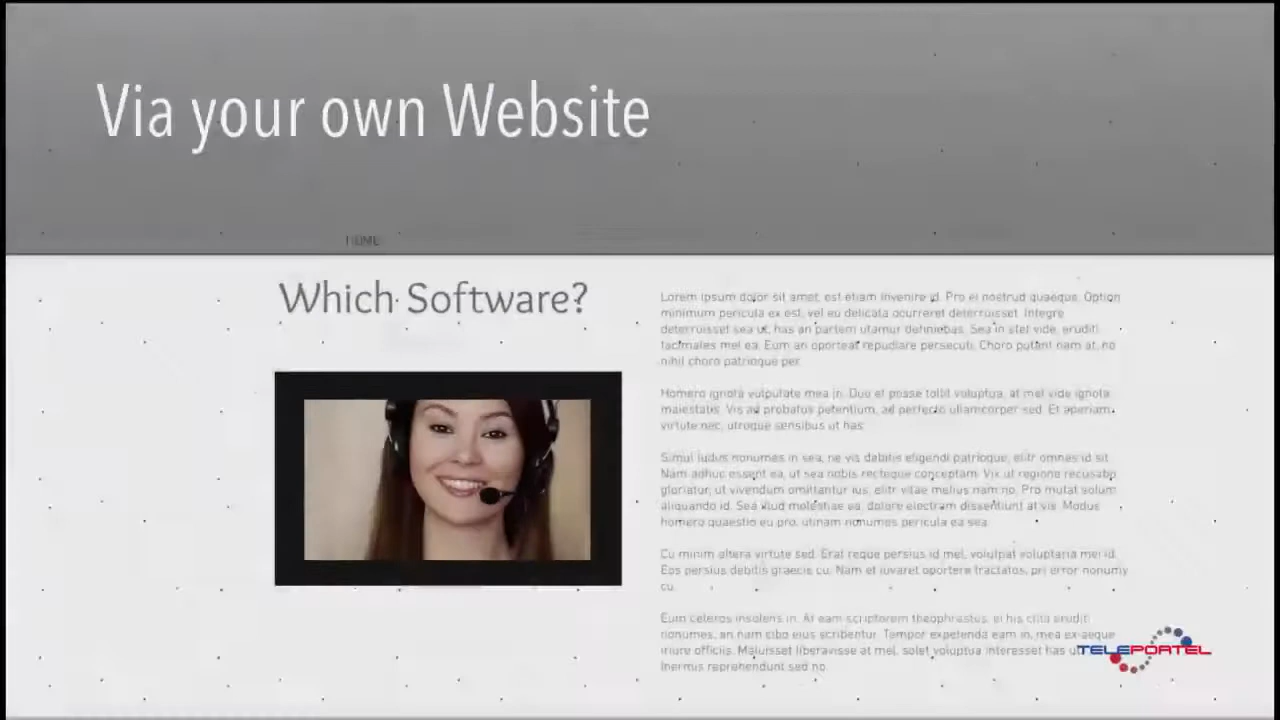 Via your own Website
HOME
Which Software?
Lorem ipsum dolor sit amet, est etiam invenire id. Pro ei nostrud quaeque. Option
minimum pericula ex est, vel eu delicata ocurreret deterruisset. Integre
deterruisset sea ut, has an partem utamur definiebas. Sea in stet vide, eruditi
facimates mel ea. Eum an oporteat repudiare persecuti. Choro putant nam at, no
nihil choro patrioque per.
Homero ignota vulputate mea in. Duo et posse tollit voluptua, at mel vide ignota
maiestatis. Vis ad probatus petentium, ad perfecto ullamcorper sed. Et aperiam
virtute nec, utroque sensibus ut has.
Simul ludus nonumes in sea, ne vis debitis eligendi patrioque, elitr omnes id sit.
Nam adhuc essent ea, ut sea nobis recteque conceptam. Vix ut regione recusabo
gloriatur, ut vivendum omittantur ius, elitr vitae melius nam no. Pro mutat solum
aliquando id. Sea illud molestiae ea, dolore electram dissentiunt at vis. Modus
homero quaestio eu pro, utinam nonumes pericula ea sea.
Cu minim altera virtute sed. Erat reque persius id mel, volutpat voluptaria mei id.
Eos persius debitis graecis cu. Nam et iuvaret oportere tractatos, pri error nonumy
cu.
Eum celeros insolens in. At eam scriptorem theophrastus, ei his clita erudit
nonumes, an nam cibo eius scribentur. Tempor expetenda eam in, mea ex aeque
iriure officiis. Maluisset liberavisse at mel, solet voluptua interesset has
inermis reprehendunt sed no.
TELEPORTEL